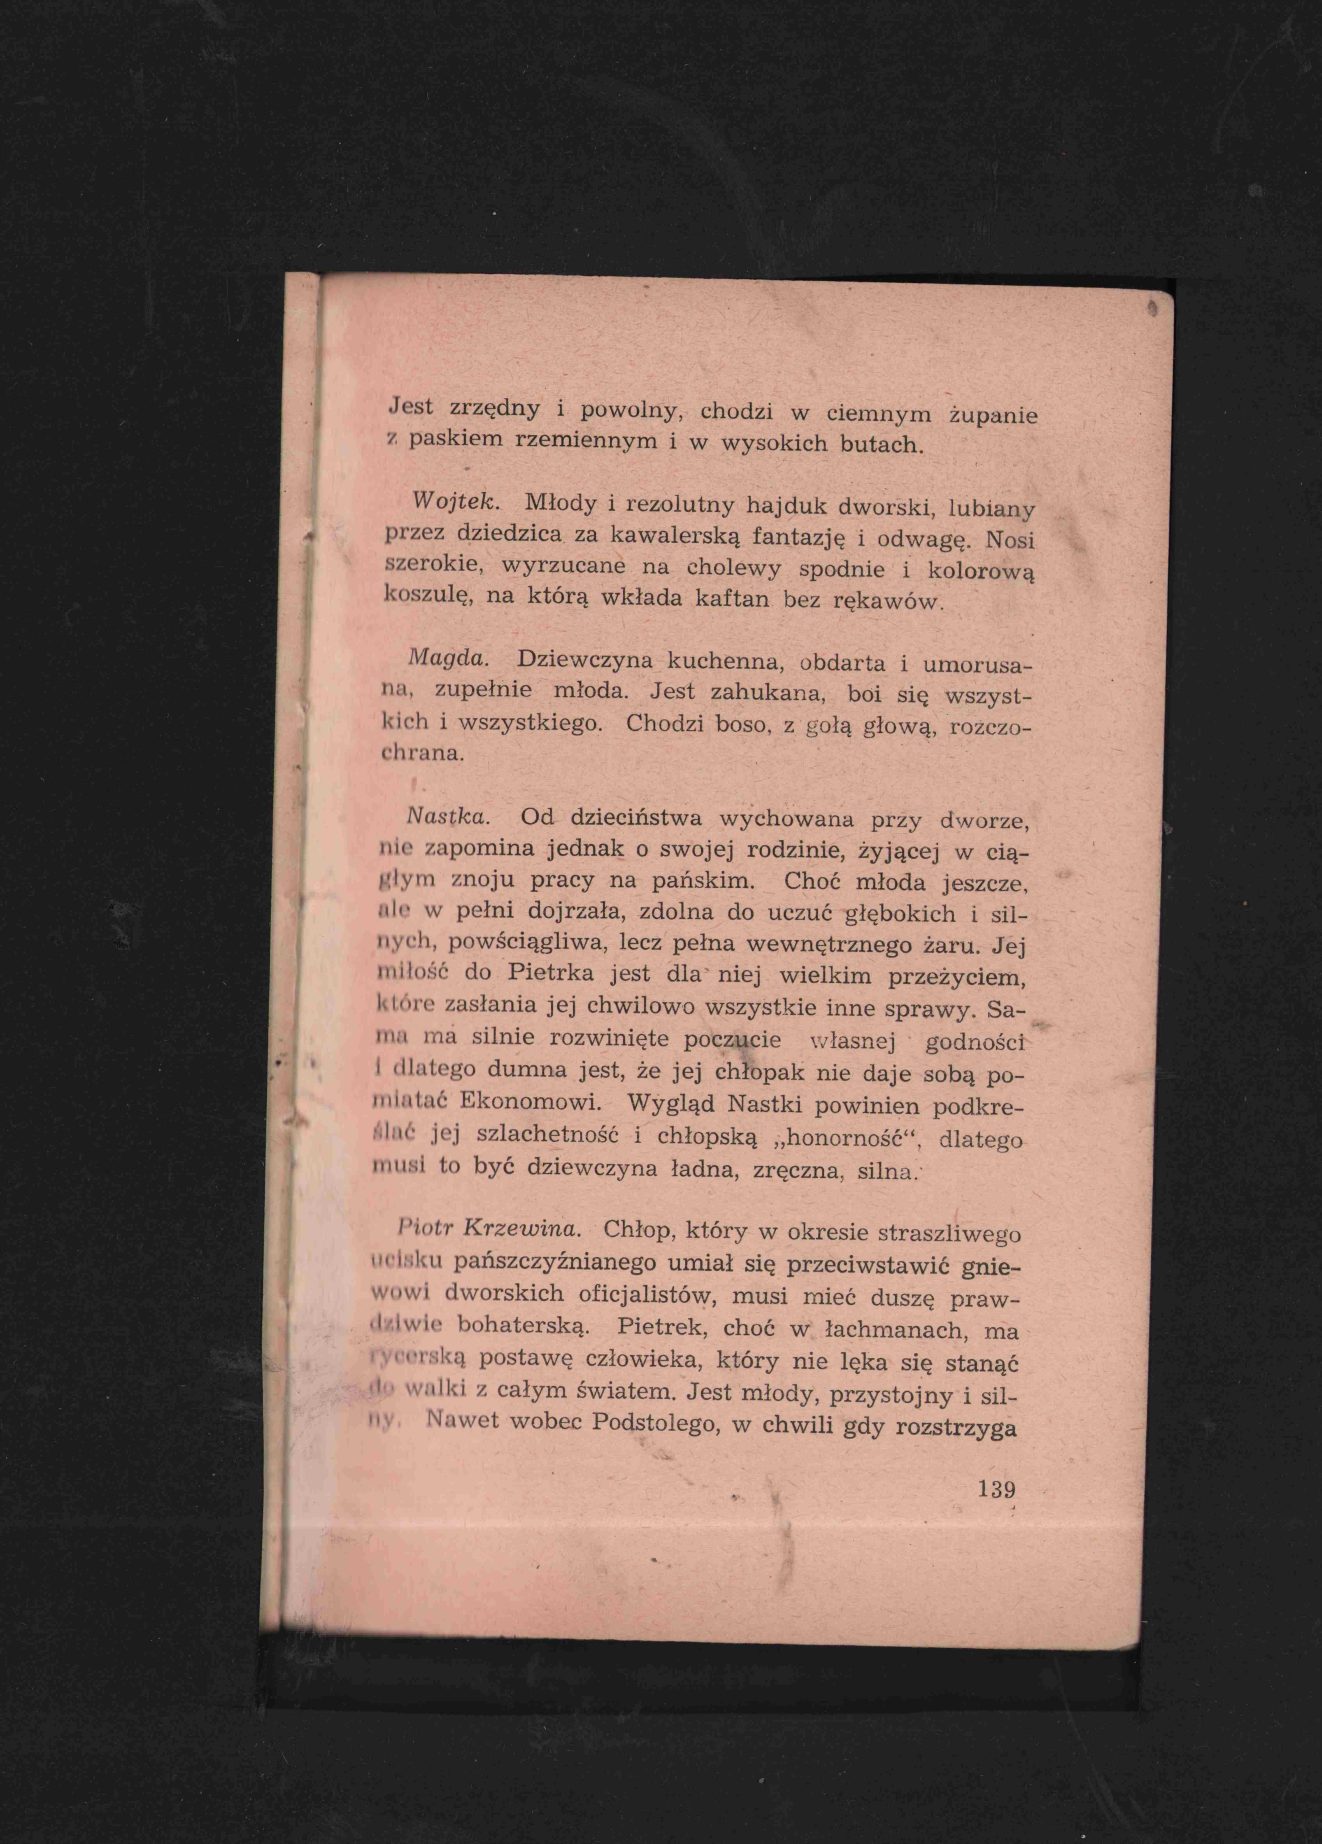 Jest zrzędny i powolny, chodzi w ciemnym żupanie
z paskiem rzemiennym i w wysokich butach.
Wojtek. Młody i rezolutny hajduk dworski, lubiany
przez dziedzica za kawalerską fantazję i odwagę. Nosi
szerokie, wyrzucane na cholewy spodnie i kolorową
koszulę, na którą wkłada kaftan bez rękawów.
Magda. Dziewczyna kuchenna, obdarta i umorusa-
na, zupełnie młoda. Jest zahukana, boi się wszyst-
kich i wszystkiego. Chodzi boso, z gołą głową, rozczo-
chrana.
Nastka. Od dzieciństwa wychowana przy dworze,
nie zapomina jednak o swojej rodzinie, żyjącej w cią-
głym znoju pracy na pańskim. Choć młoda jeszcze,
ale w pełni dojrzała, zdolna do uczuć głębokich i sil-
nych, powściągliwa, lecz pełna wewnętrznego żaru. Jej
miłość do Pietrka jest dla niej wielkim przeżyciem,
które zasłania jej chwilowo wszystkie inne sprawy. Sa-
ma ma silnie rozwinięte poczucie własnej godności
i dlatego dumna jest, że jej chłopak nie daje sobą po-
miatać Ekonomowi. Wygląd Nastki powinien podkre-
ślać jej szlachetność i chłopską „honorność“, dlatego
musi to być dziewczyna ładna, zręczna, silna.
Piotr Krzewina. Chłop, który w okresie straszliwego
ucisku pańszczyźnianego umiał się przeciwstawić gnie-
wowi dworskich oficjalistów, musi mieć duszę praw-
dziwie bohaterską. Pietrek, choć w łachmanach, ma
rycerską postawę człowieka, który nie lęka się stanąć
do walki z całym światem. Jest młody, przystojny i sil-
ny. Nawet wobec Podstolego, w chwili gdy rozstrzyga
139